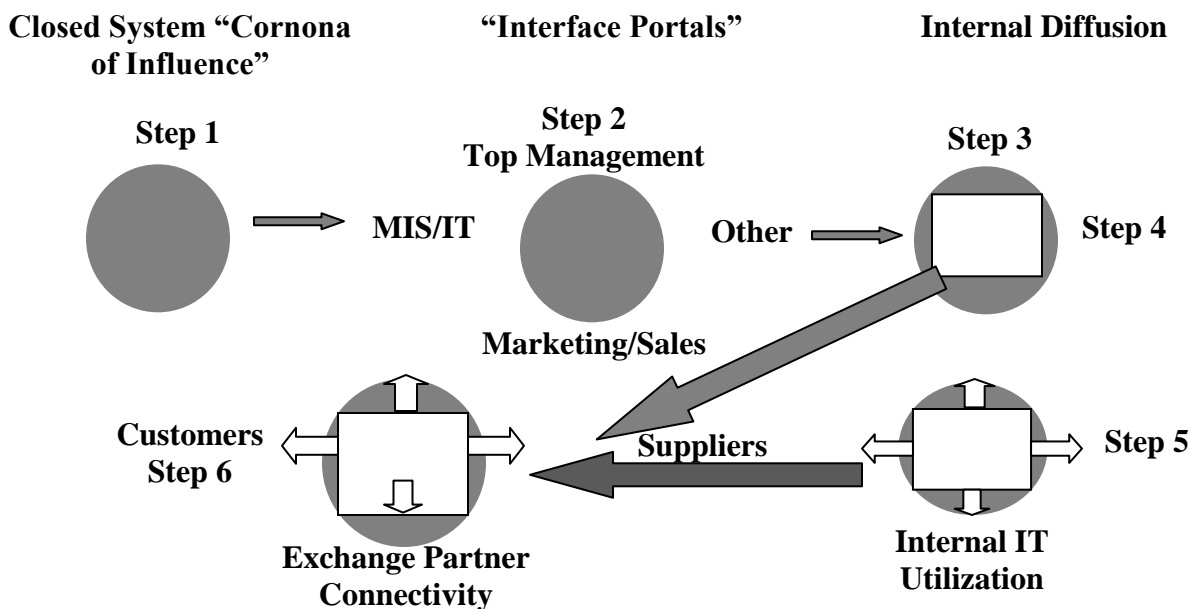 Closed System “Cornona
of Influence”
“Interface Portals”
Internal Diffusion
Step 1
Step 2
Top Management
Step 3
MIS/IT
Other
Step 4
Marketing/Sales
Customers
Step 6
Suppliers
Step 5
Exchange Partner
Connectivity
Internal IT
Utilization